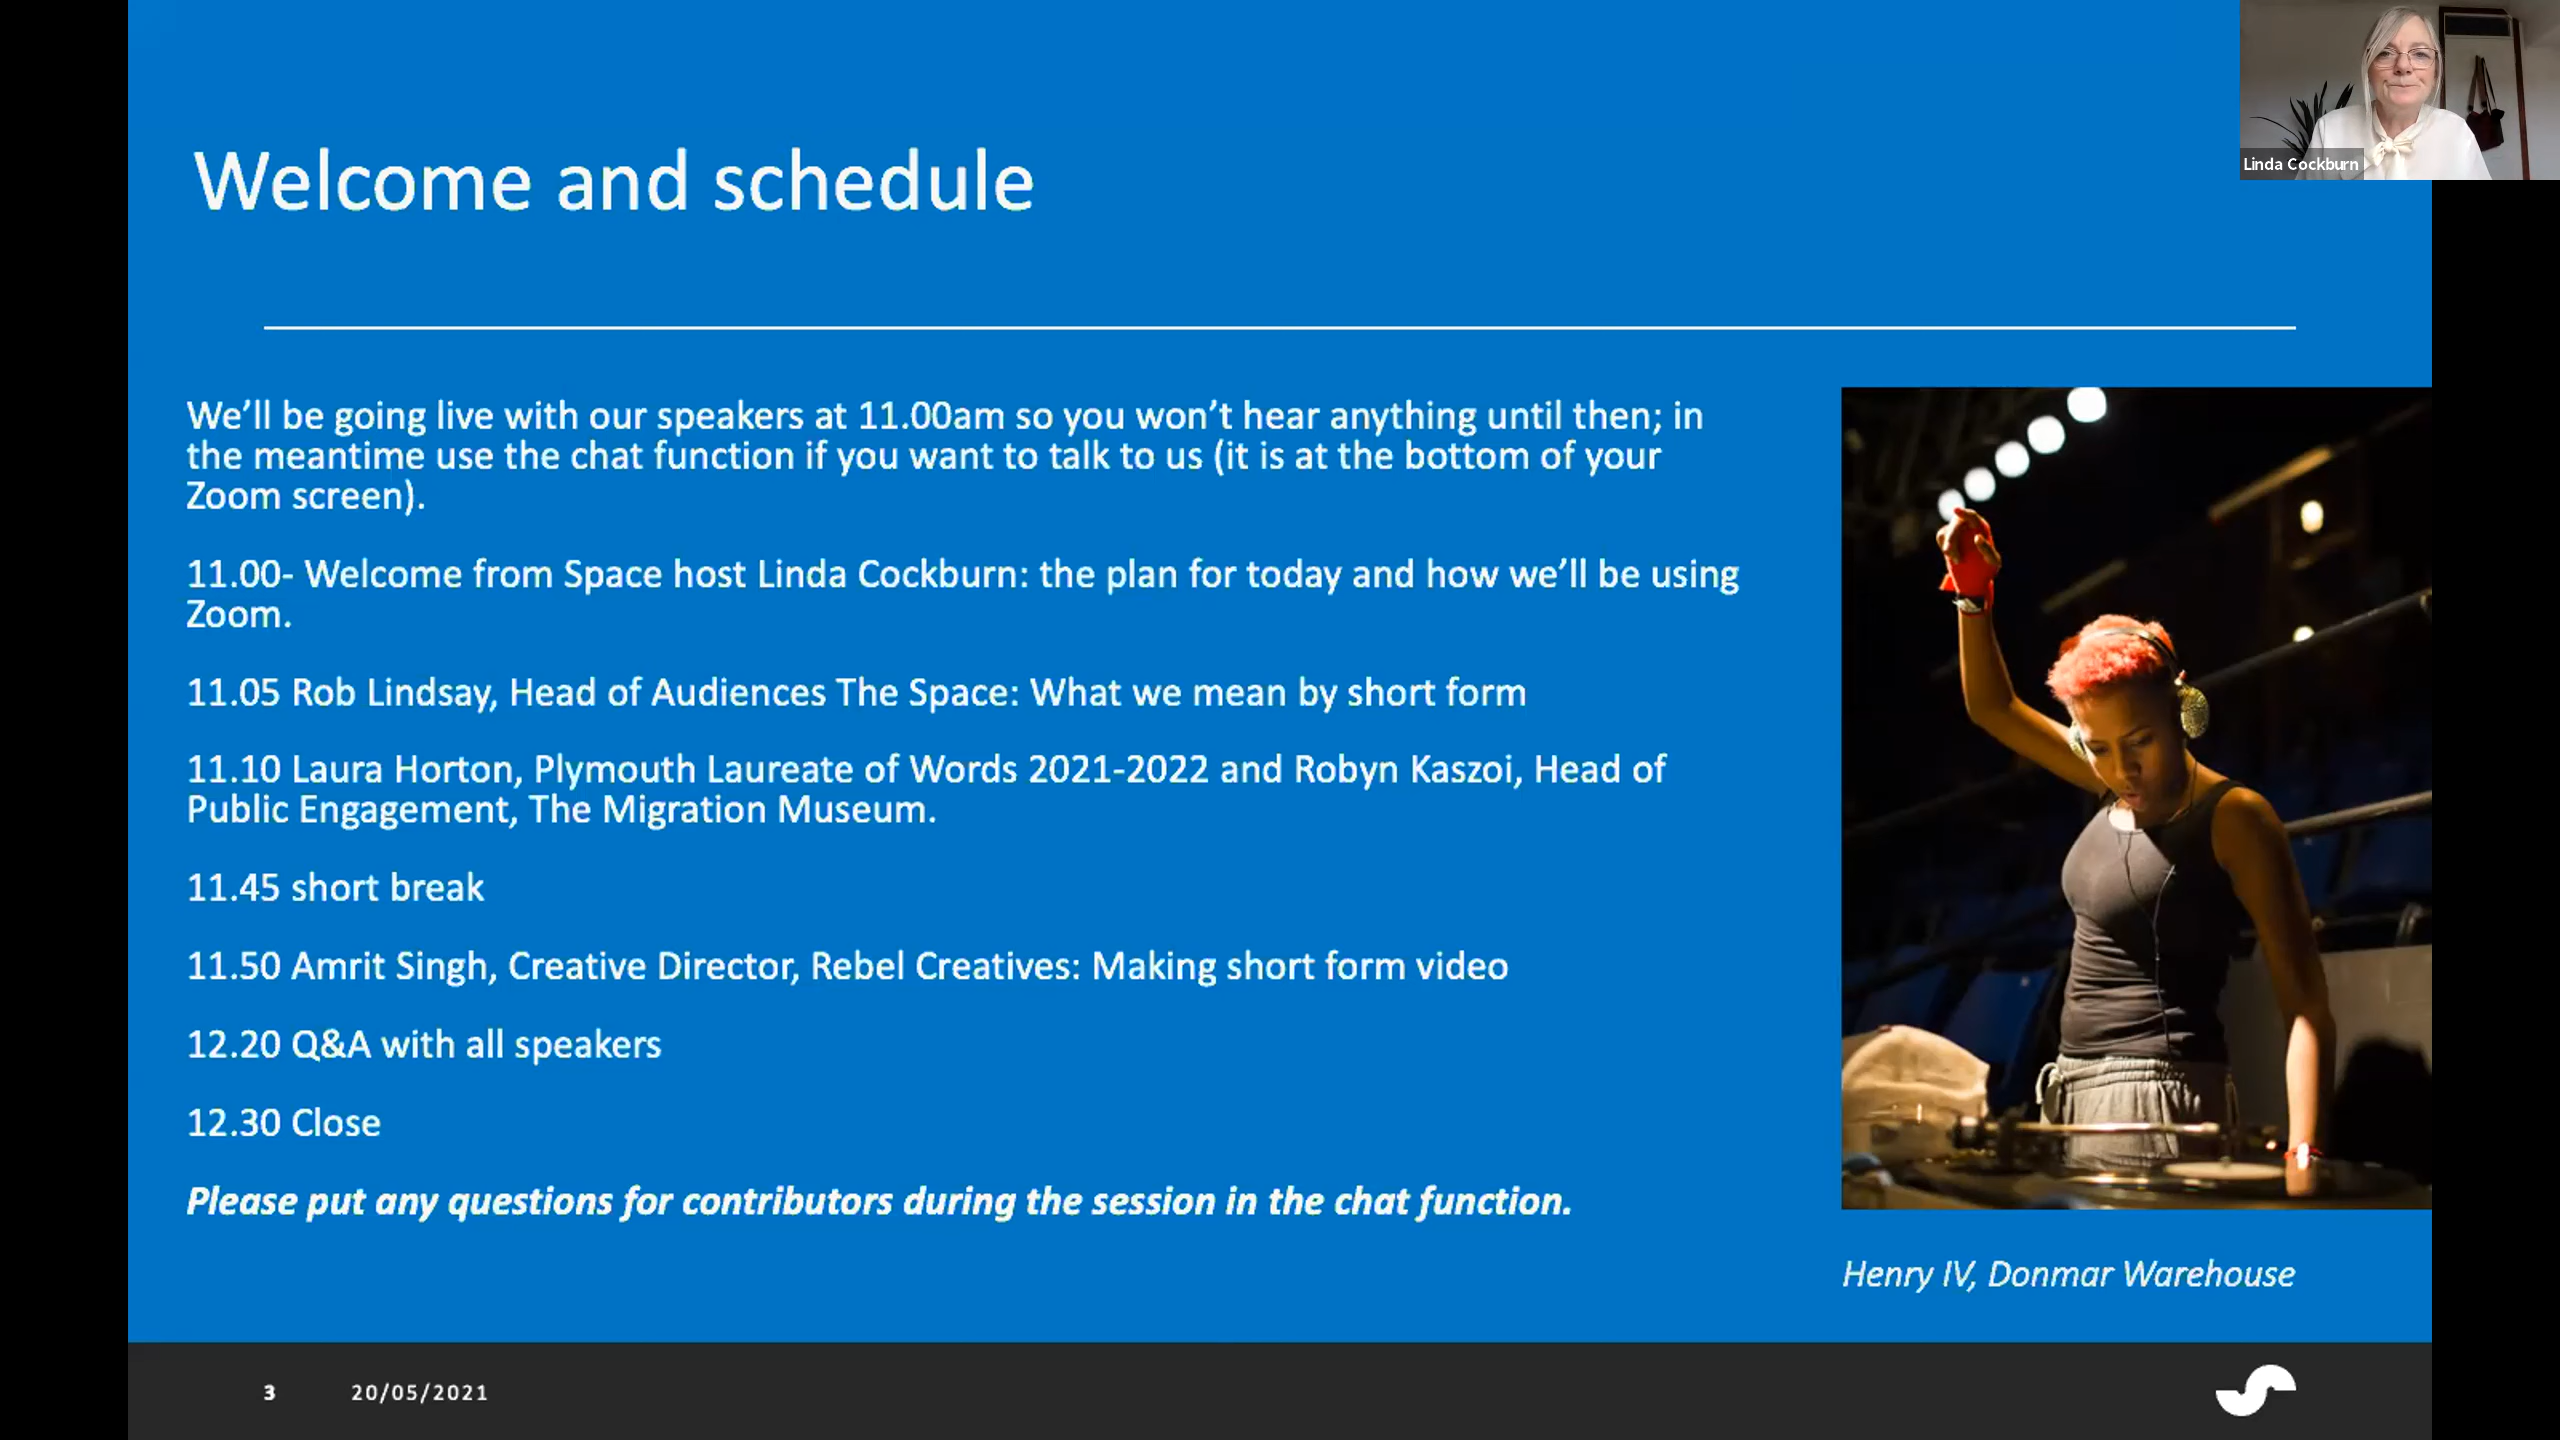 Linda Cockburn
Welcome and schedule
We’ll be going live with our speakers at 11.00am so you won’t hear anything until then; in
the meantime use the chat function if you want to talk to us (it is at the bottom of your
Zoom screen).
11.00- Welcome from Space host Linda Cockburn: the plan for today and how we’ll be using
Zoom.
11.05 Rob Lindsay, Head of Audiences The Space: What we mean by short form
11.10 Laura Horton, Plymouth Laureate of Words 2021-2022 and Robyn Kaszoi, Head of
Public Engagement, The Migration Museum.
11.45 short break
11.50 Amrit Singh, Creative Director, Rebel Creatives: Making short form video
12.20 Q&A with all speakers
12.30 Close
Please put any questions for contributors during the session in the chat function.
Henry IV, Donmar Warehouse
3 20/05/2021